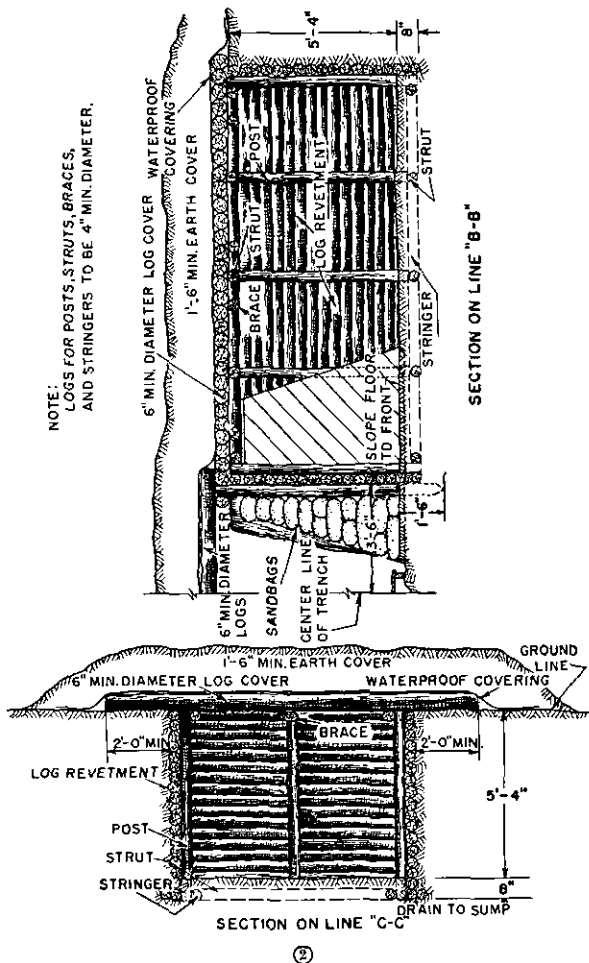 NOTE:
LOGS FOR POSTS, STRUTS, BRACES,
AND STRINGERS TO BE 4" MIN. DIAMETER.
6" MIN. DIAMETER LOG COVER
WATERPROOF
COVERING
1'-6" MIN. EARTH COVER
5'-4"
8"
BRACE
STRUT
POST
LOG REVETMENT
STRUT
STRINGER
SLOPE FLOOR
TO FRONT
6" MIN. DIAMETER
LOGS
SANDBAGS
CENTER LINE
OF TRENCH
3'-6"
1'-6"
SECTION ON LINE "B-B"
1'-6" MIN. EARTH COVER
GROUND
LINE
6" MIN. DIAMETER LOG COVER
WATERPROOF COVERING
BRACE
2'-0" MIN.
2'-0" MIN.
LOG REVETMENT
5'-4"
POST
STRUT
STRINGER
8"
DRAIN TO SUMP
SECTION ON LINE "C-C"
②